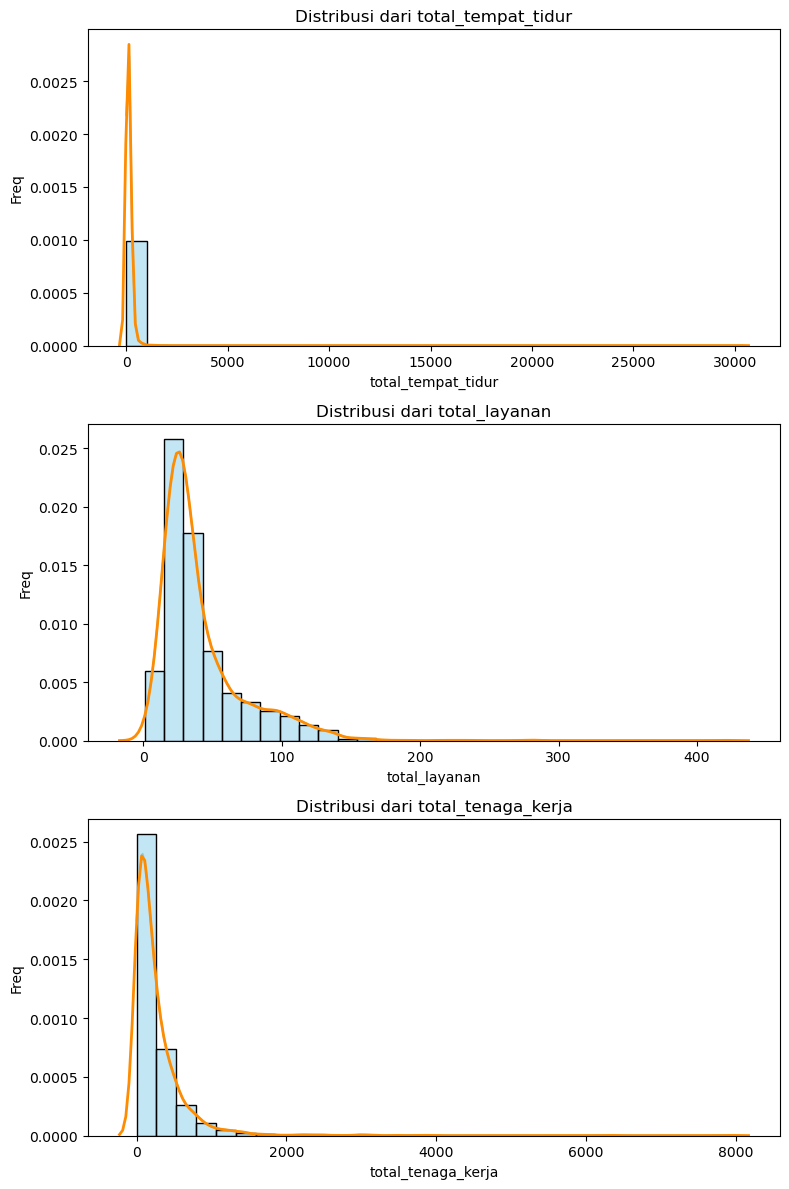 Distribusi dari total_tempat_tidur
0.0025
0.0020
0.0015
0.0010
0.0005
0.0000
Freq
0 5000 10000 15000 20000 25000 30000
total_tempat_tidur
Distribusi dari total_layanan
0.025
0.020
0.015
0.010
0.005
0.000
Freq
0 100 200 300 400
total_layanan
Distribusi dari total_tenaga_kerja
0.0025
0.0020
0.0015
0.0010
0.0005
0.0000
Freq
0 2000 4000 6000 8000
total_tenaga_kerja